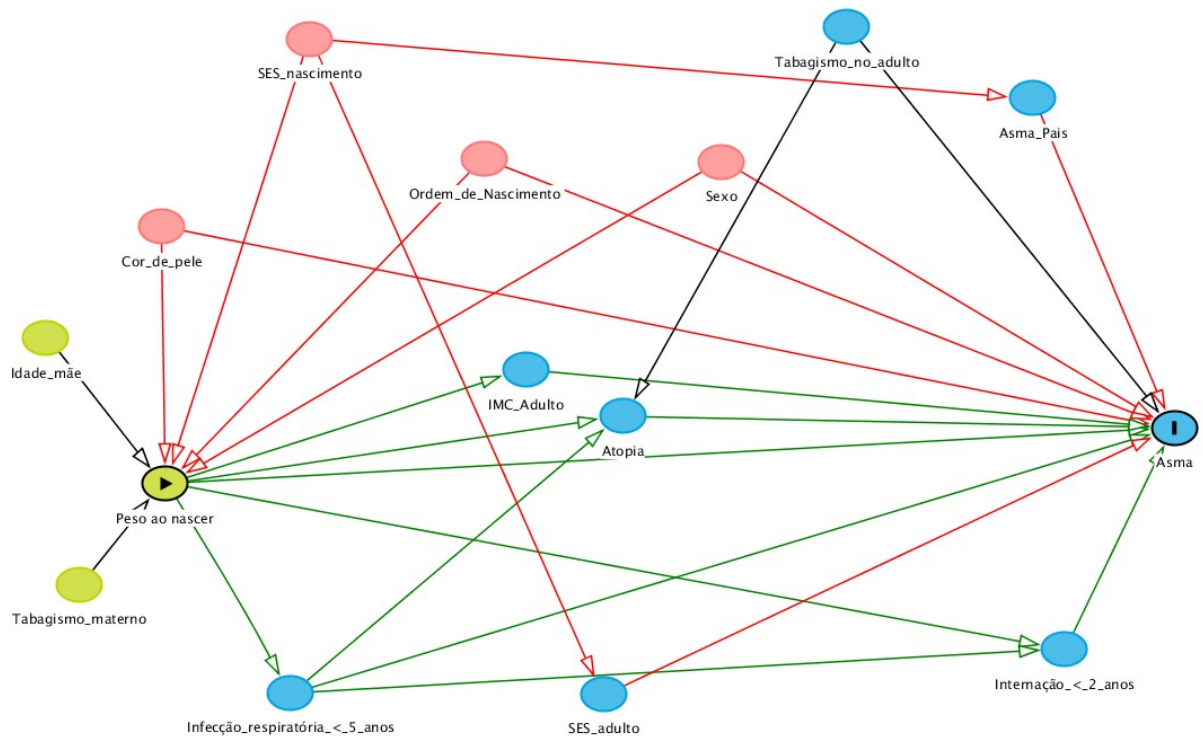 SES_nascimento
Tabagismo_no_adulto
Asma_Pais
Ordem_de_Nascimento
Sexo
Cor_de_pele
Idade_mãe
IMC_Adulto
Atopia
Asma
Peso ao nascer
Tabagismo_materno
Internação_<_2_anos
Infecção_respiratória_<_5_anos
SES_adulto